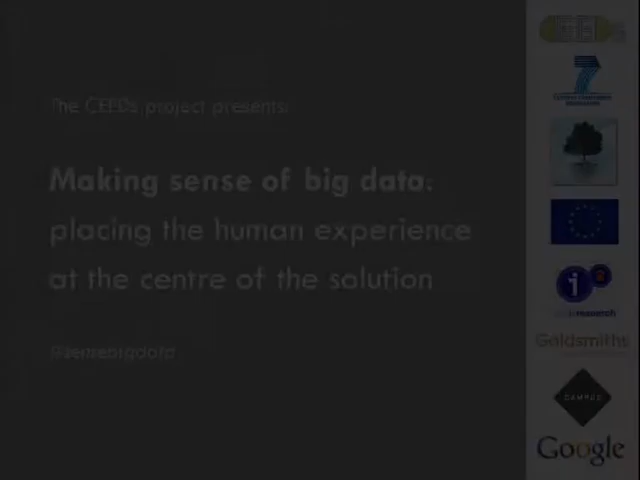 The CEEDs project presents:
Making sense of big data:
placing the human experience
at the centre of the solution
@sensebigdata
Goldsmiths
CAMPUS
Google